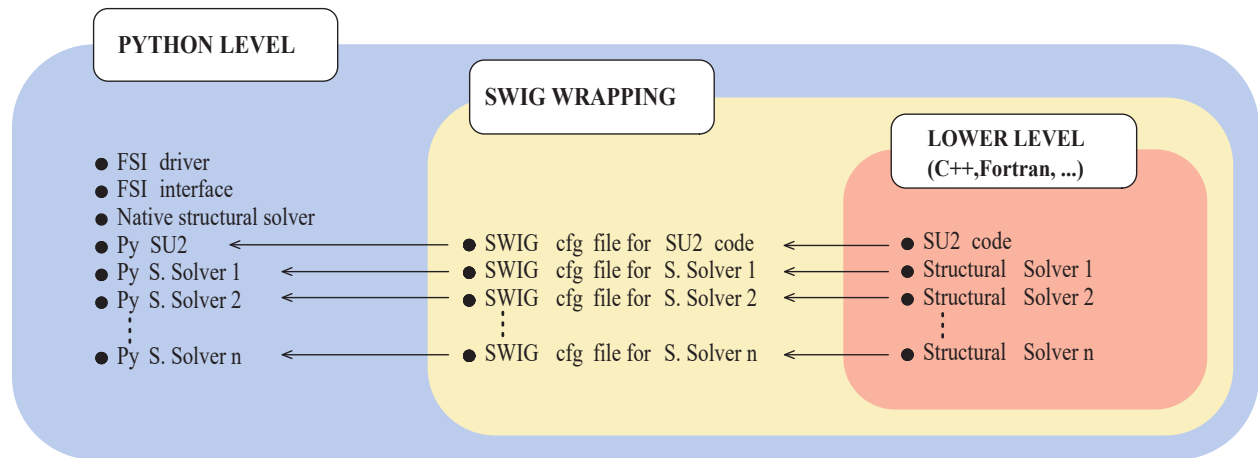 PYTHON LEVEL
SWIG WRAPPING
LOWER LEVEL
(C++,Fortran, ...)
FSI driver
FSI interface
Native structural solver
Py SU2
Py S. Solver 1
Py S. Solver 2
Py S. Solver n
SWIG cfg file for SU2 code
SWIG cfg file for S. Solver 1
SWIG cfg file for S. Solver 2
SWIG cfg file for S. Solver n
SU2 code
Structural Solver 1
Structural Solver 2
Structural Solver n